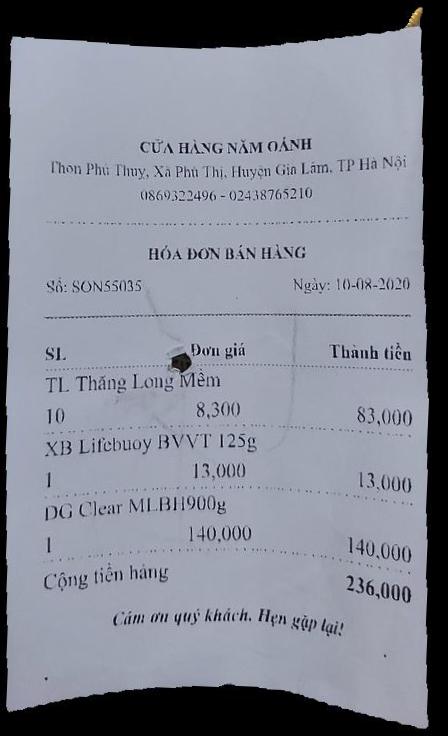 CỬA HÀNG NĂM OÁNH
Thon Phú Thuỵ, Xã Phú Thị, Huyện Gia Lâm, TP Hà Nội
0869322496 - 02438765210
HÓA ĐƠN BÁN HÀNG
Số: SON55035 Ngày: 10-08-2020
SL Đơn giá Thành tiền
TL Thăng Long Mềm
10 8,300 83,000
XB Lifebuoy BVVT 125g
1 13,000 13,000
DG Clear MLBH900g
1 140,000 140,000
Cộng tiền hàng 236,000
Cám ơn quý khách. Hẹn gặp lại!